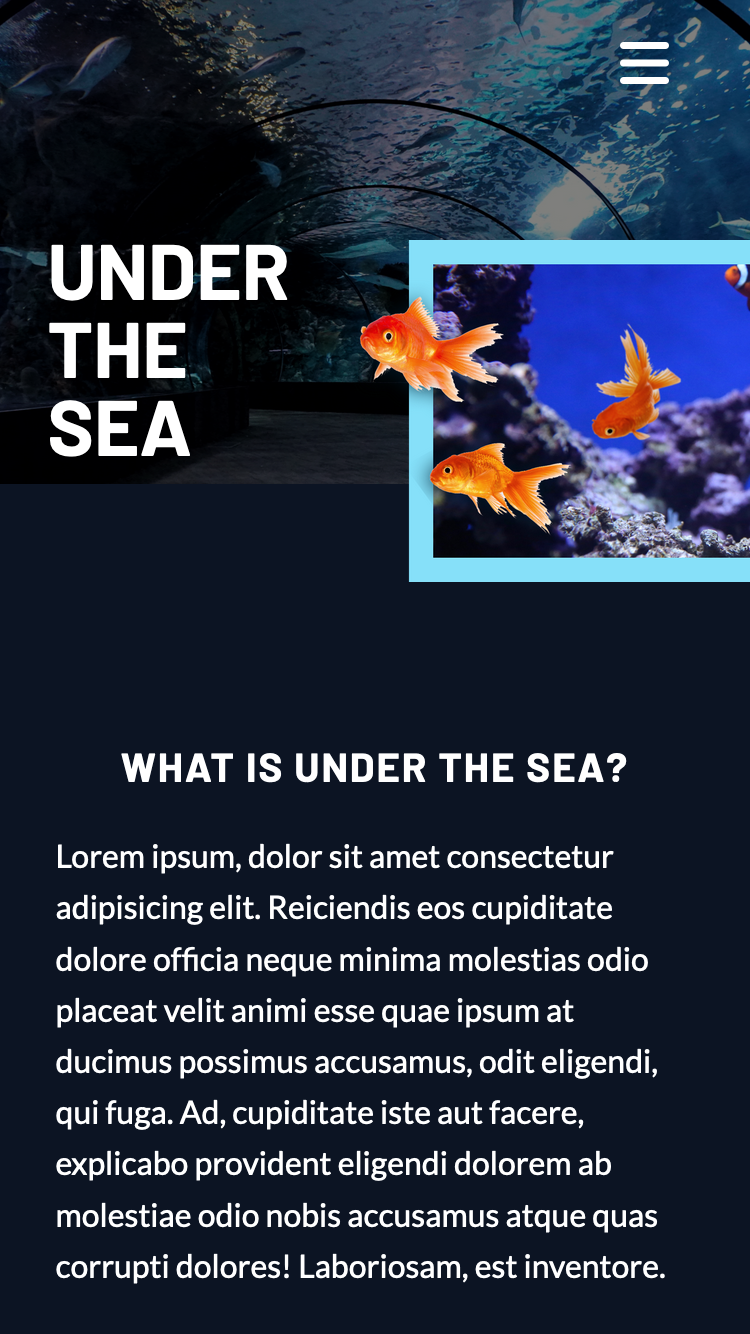 UNDER
THE
SEA
WHAT IS UNDER THE SEA?
Lorem ipsum, dolor sit amet consectetur
adipisicing elit. Reiciendis eos cupiditate
dolore officia neque minima molestias odio
placeat velit animi esse quae ipsum at
ducimus possimus accusamus, odit eligendi,
qui fuga. Ad, cupiditate iste aut facere,
explicabo provident eligendi dolorem ab
molestiae odio nobis accusamus atque quas
corrupti dolores! Laboriosam, est inventore.